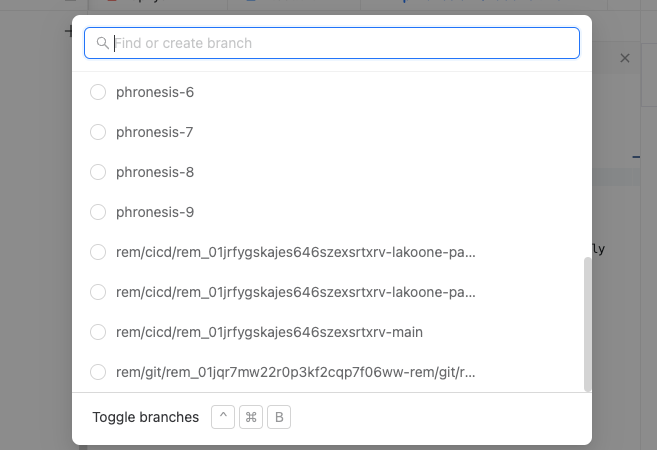 Find or create branch
phronesis-6
phronesis-7
phronesis-8
phronesis-9
rem/cicd/rem_01jrfygskajes646szexsrtxrv-lakoone-pa...
rem/cicd/rem_01jrfygskajes646szexsrtxrv-lakoone-pa...
rem/cicd/rem_01jrfygskajes646szexsrtxrv-main
rem/git/rem_01jqr7mw22r0p3kf2cqp7f06ww-rem/git/r...
ly
Toggle branches ^ ⌘ B